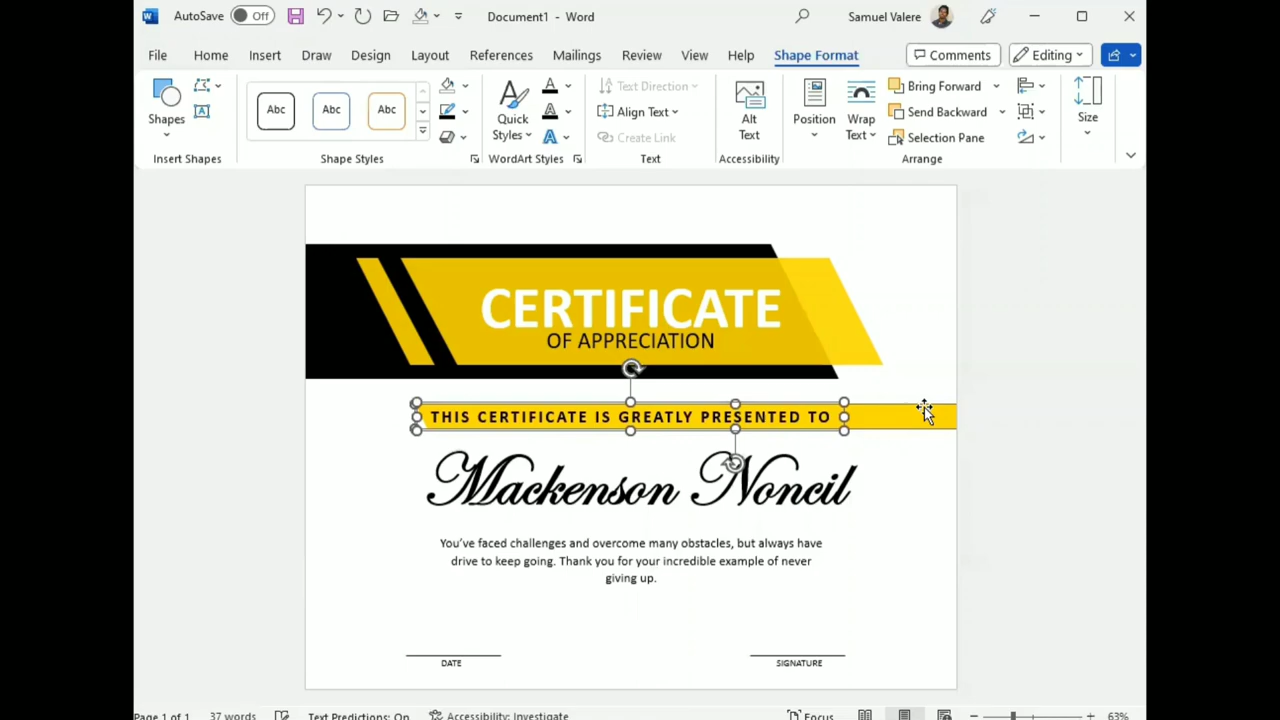 AutoSave Off Document1 - Word Samuel Valere
File Home Insert Draw Design Layout References Mailings Review View Help Shape Format Comments Editing
Shapes
Abc Abc Abc
Quick Styles
Text Direction
Align Text
Create Link
Alt Text
Position
Wrap Text
Bring Forward
Send Backward
Selection Pane
Size
Insert Shapes Shape Styles WordArt Styles Text Accessibility Arrange
CERTIFICATE
OF APPRECIATION
THIS CERTIFICATE IS GREATLY PRESENTED TO
Mackenson Noncil
You've faced challenges and overcome many obstacles, but always have
drive to keep going. Thank you for your incredible example of never
giving up.
DATE SIGNATURE
Page 1 of 1 37 words Text Predictions: On Accessibility: Investigate Focus 63%